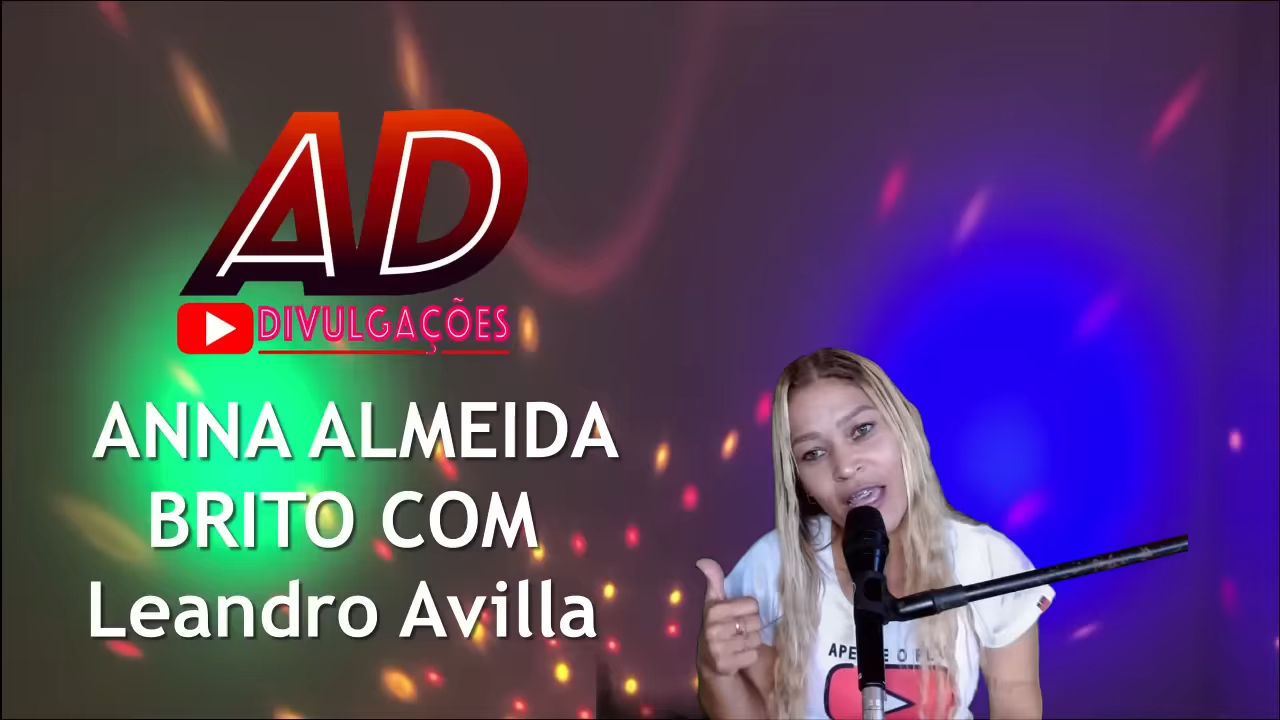 AD
DIVULGAÇÕES
ANNA ALMEIDA
BRITO COM
Leandro Avilla
O